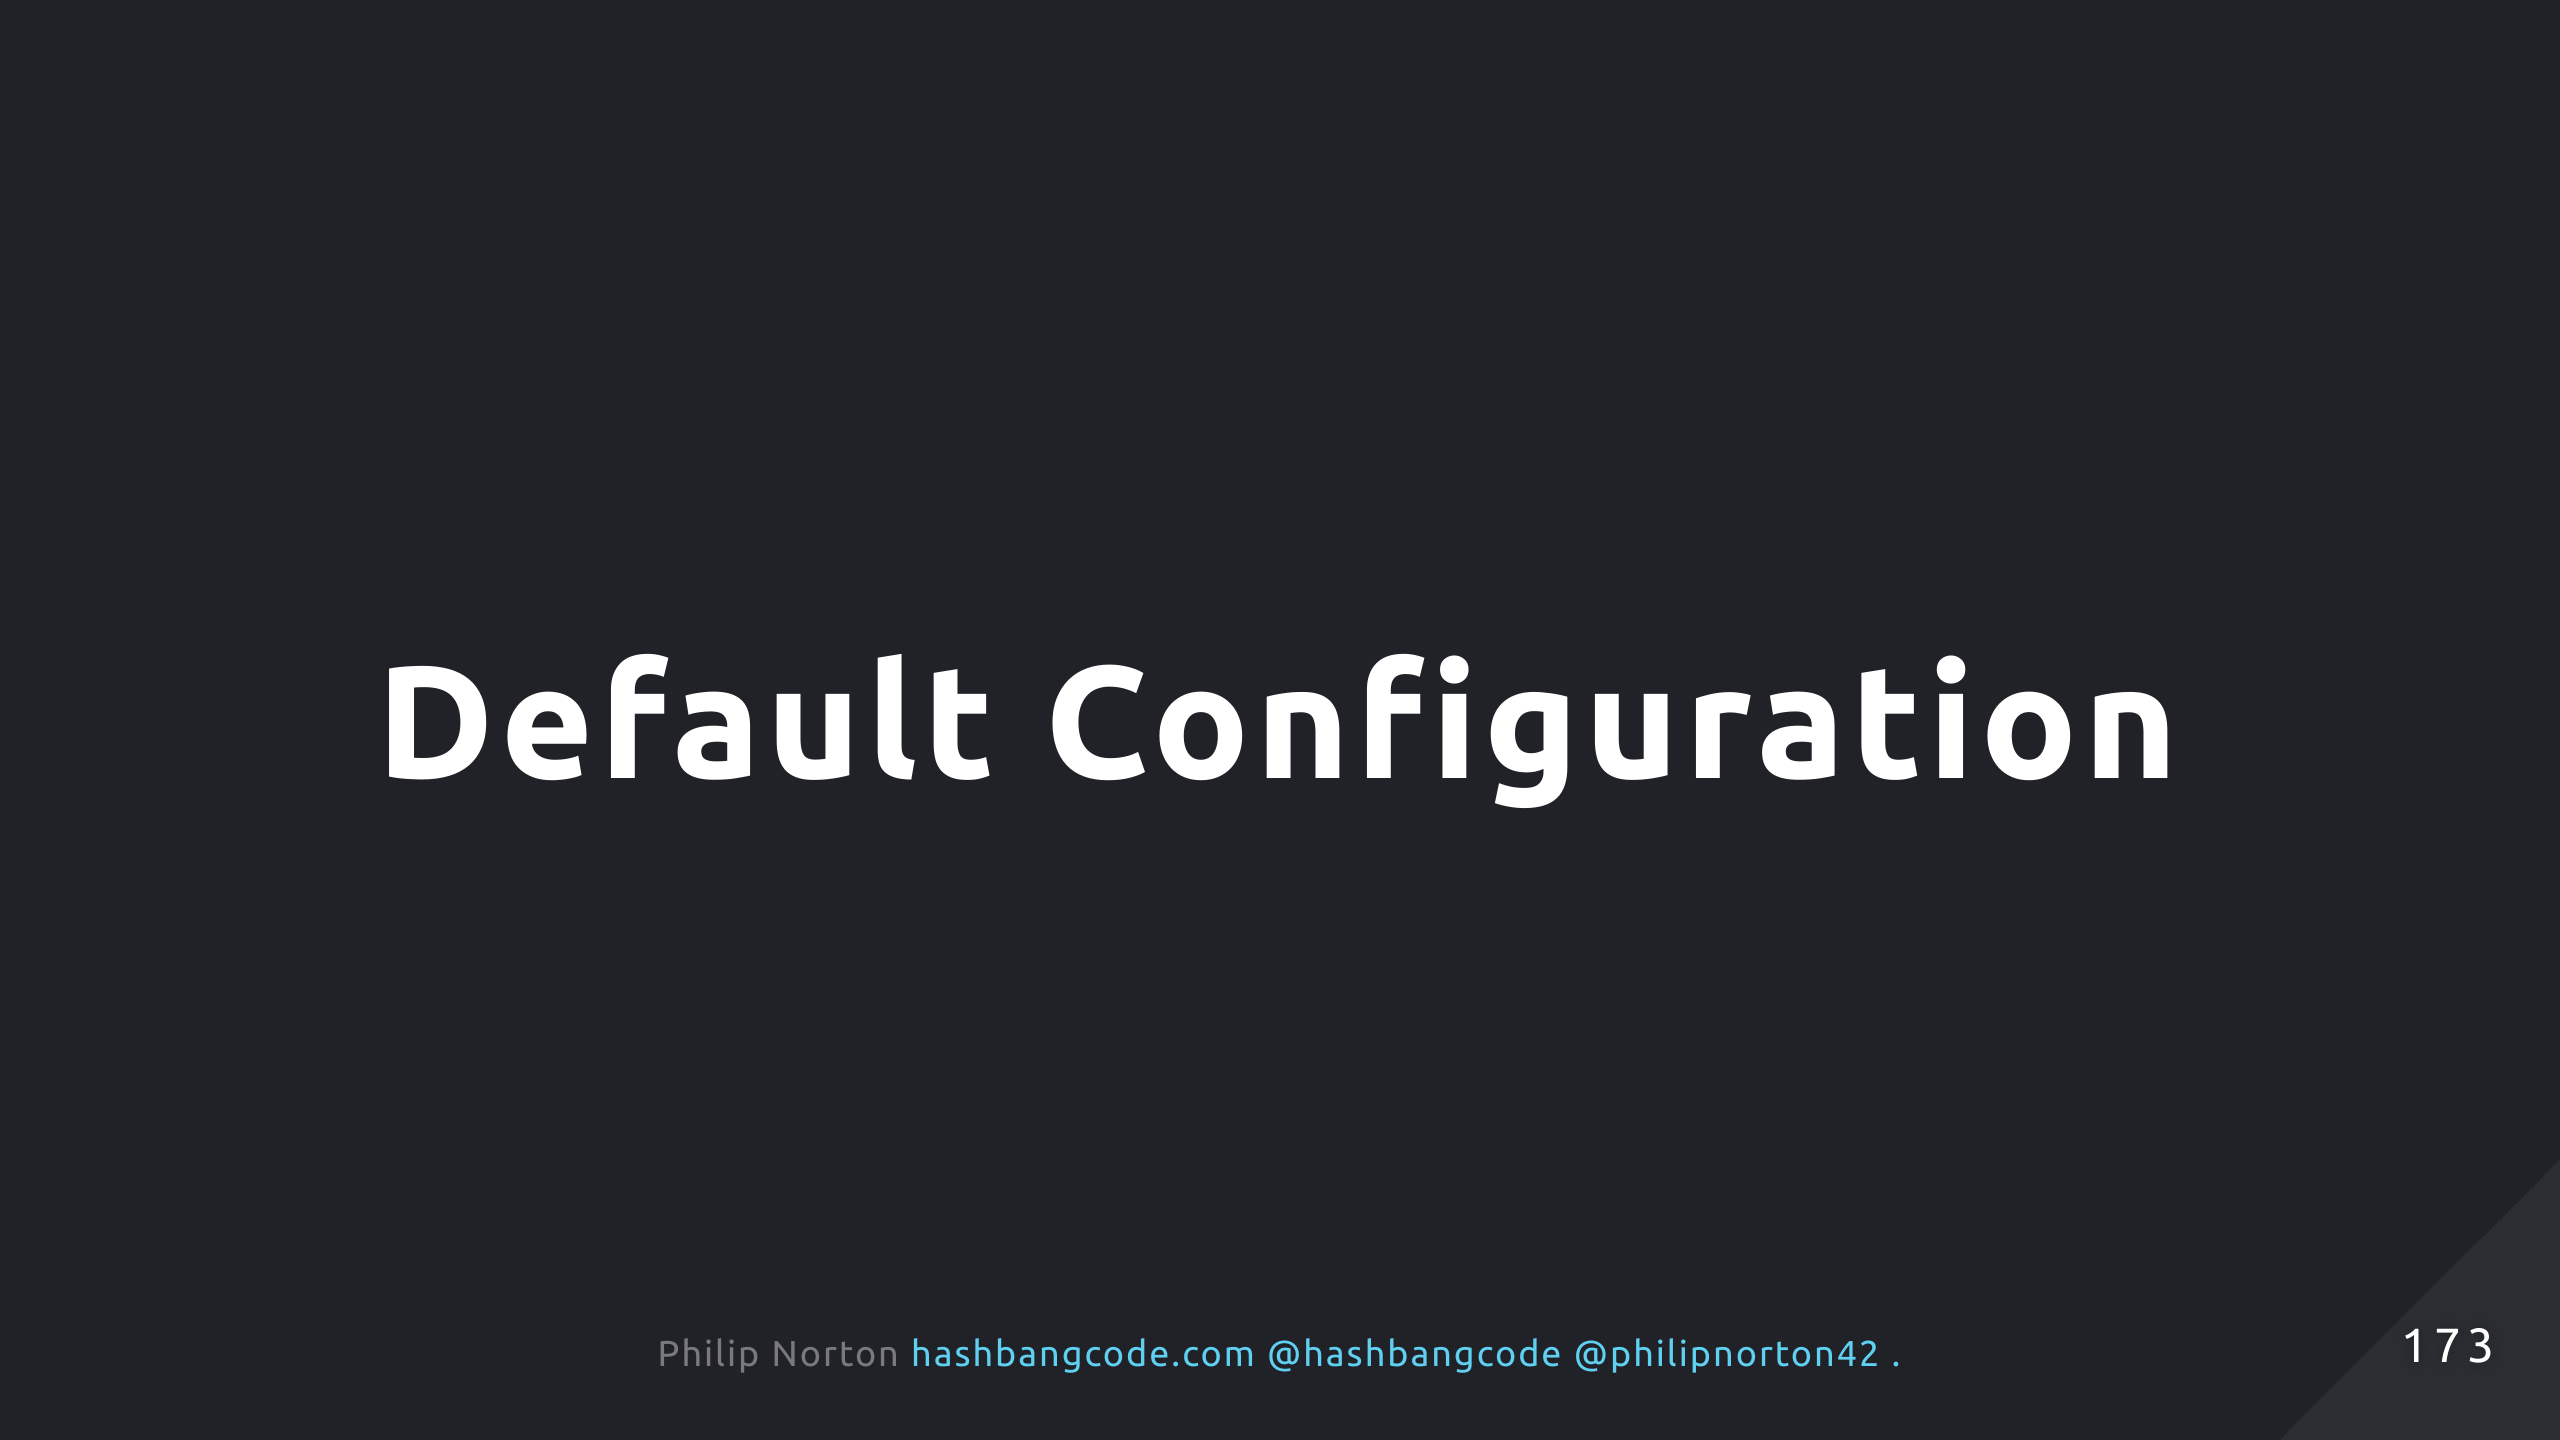 Default Configuration
Philip Norton hashbangcode.com @hashbangcode @philipnorton42 .
173